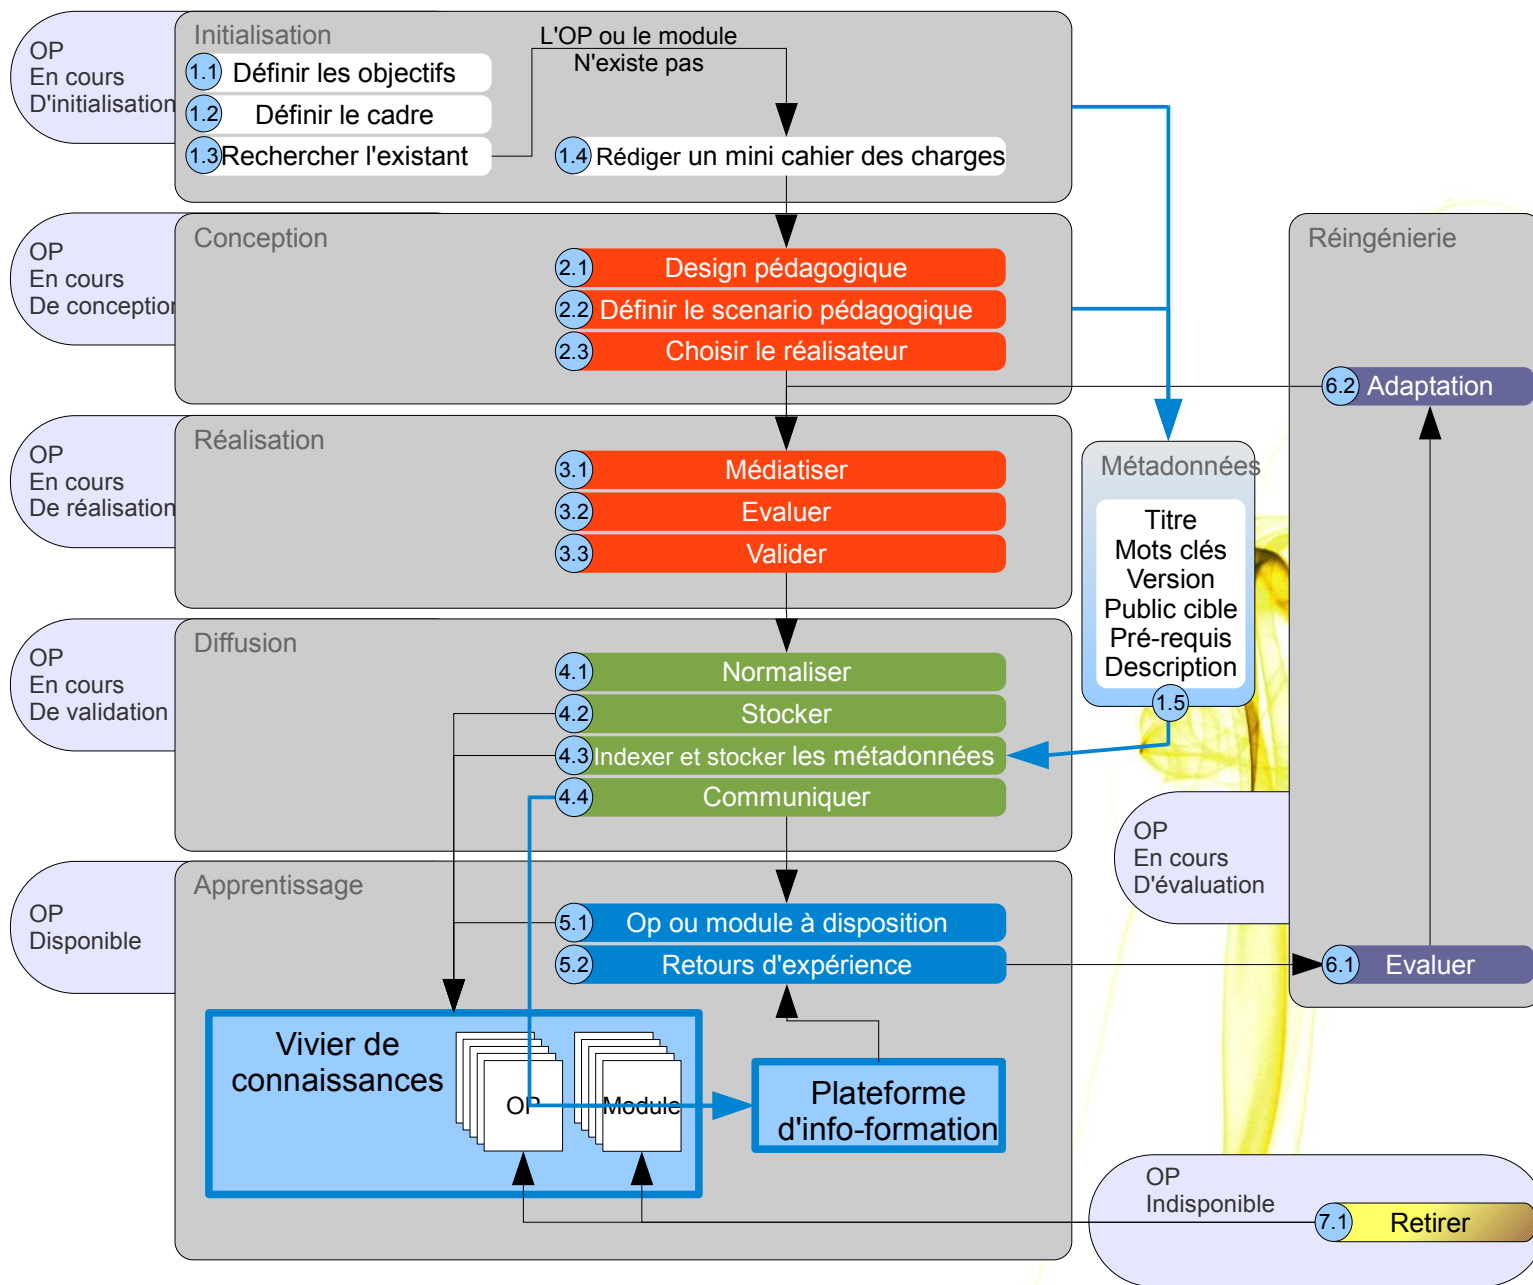 OP
En cours
D'initialisation
Initialisation
1.1 Définir les objectifs
1.2 Définir le cadre
1.3 Rechercher l'existant
L'OP ou le module
N'existe pas
1.4 Rédiger un mini cahier des charges
OP
En cours
De conception
Conception
2.1 Design pédagogique
2.2 Définir le scenario pédagogique
2.3 Choisir le réalisateur
Réingénierie
6.2 Adaptation
OP
En cours
De réalisation
Réalisation
3.1 Médiatiser
3.2 Evaluer
3.3 Valider
Métadonnées
Titre
Mots clés
Version
Public cible
Pré-requis
Description
1.5
OP
En cours
De validation
Diffusion
4.1 Normaliser
4.2 Stocker
4.3 Indexer et stocker les métadonnées
4.4 Communiquer
OP
En cours
D'évaluation
6.1 Evaluer
OP
Disponible
Apprentissage
5.1 Op ou module à disposition
5.2 Retours d'expérience
Vivier de
connaissances
OP
Module
Plateforme
d'info-formation
OP
Indisponible
7.1 Retirer